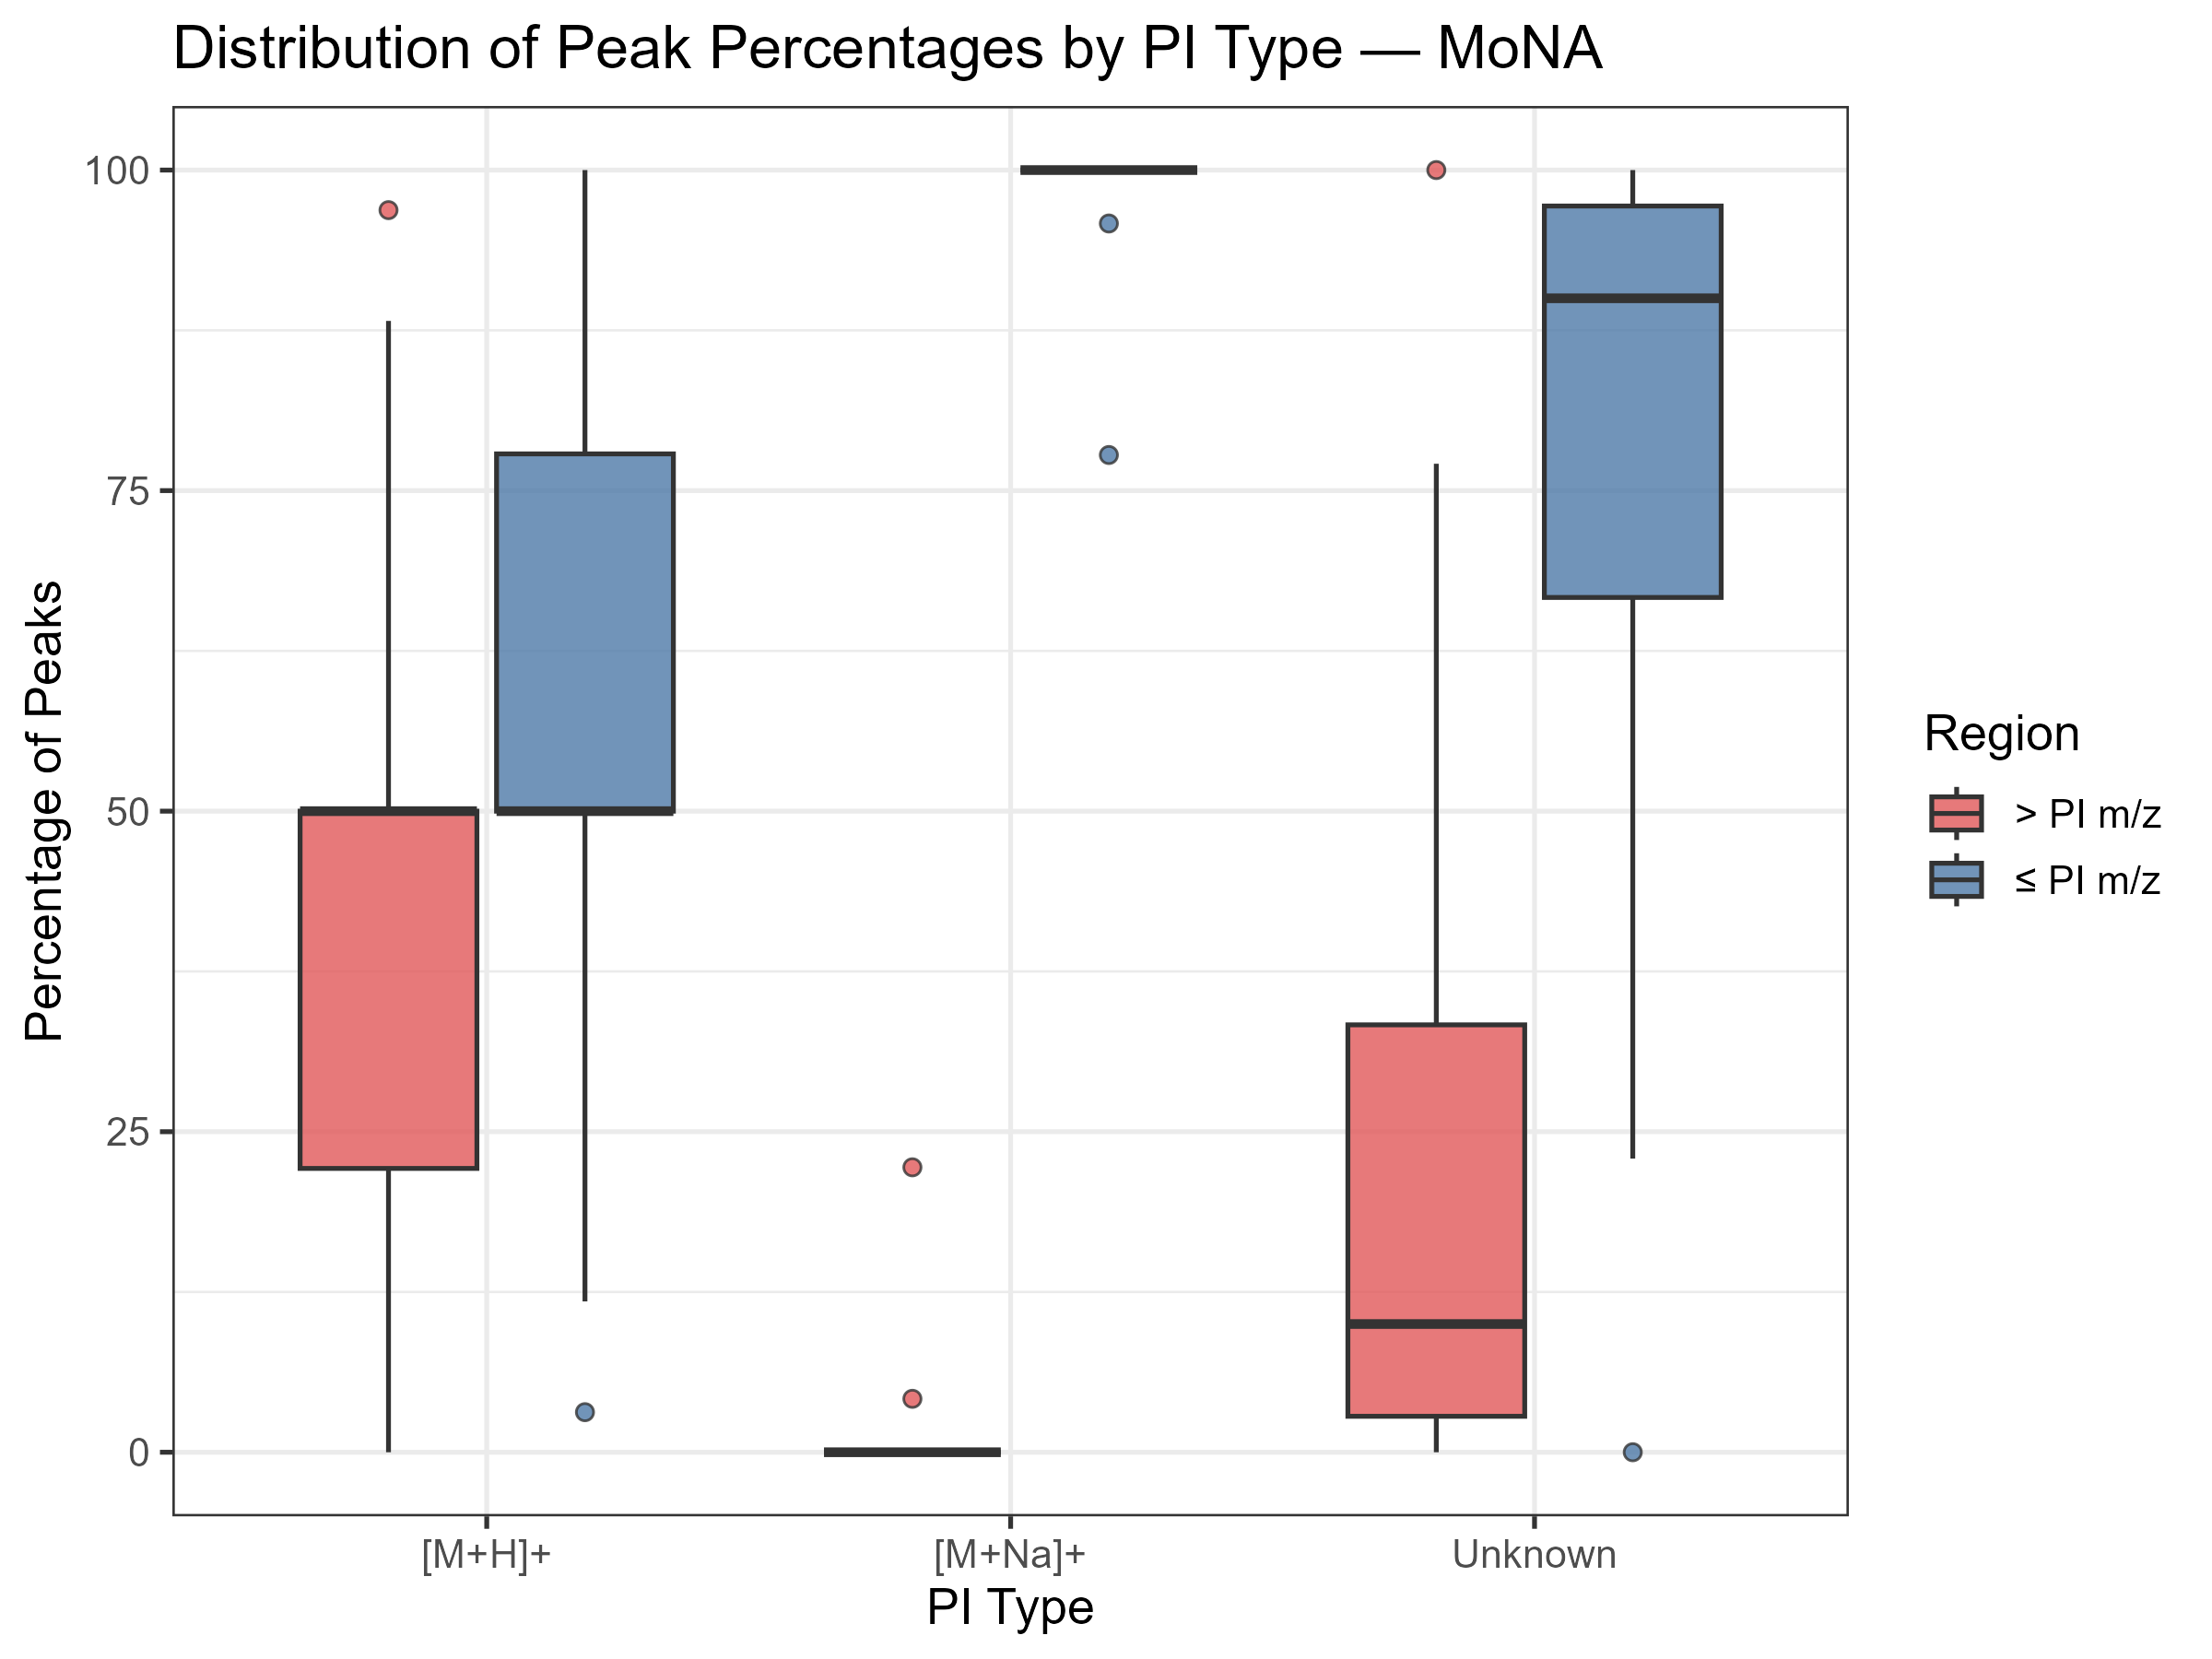 Distribution of Peak Percentages by PI Type — MoNA
Percentage of Peaks
100
75
50
25
0
[M+H]+
[M+Na]+
Unknown
PI Type
Region
> PI m/z
≤ PI m/z